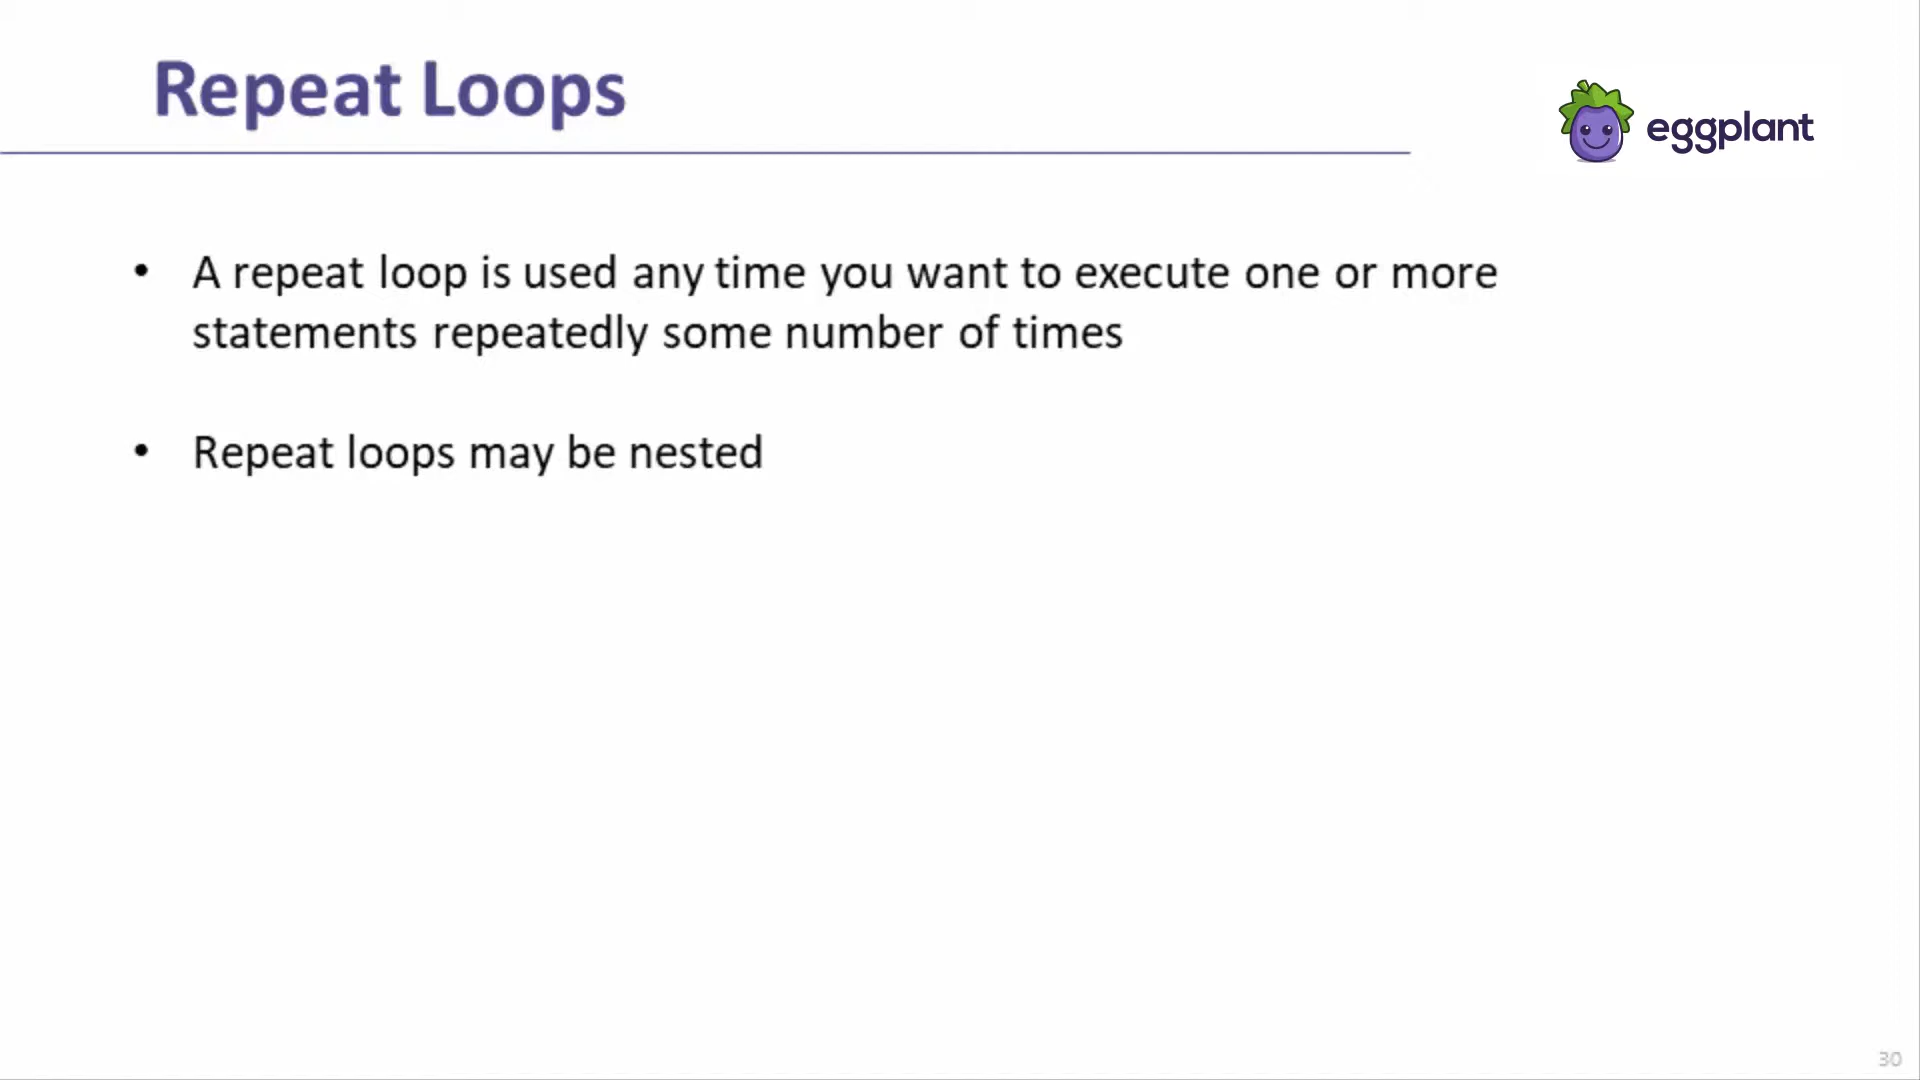 Repeat Loops
eggplant
• A repeat loop is used any time you want to execute one or more
statements repeatedly some number of times
• Repeat loops may be nested
30